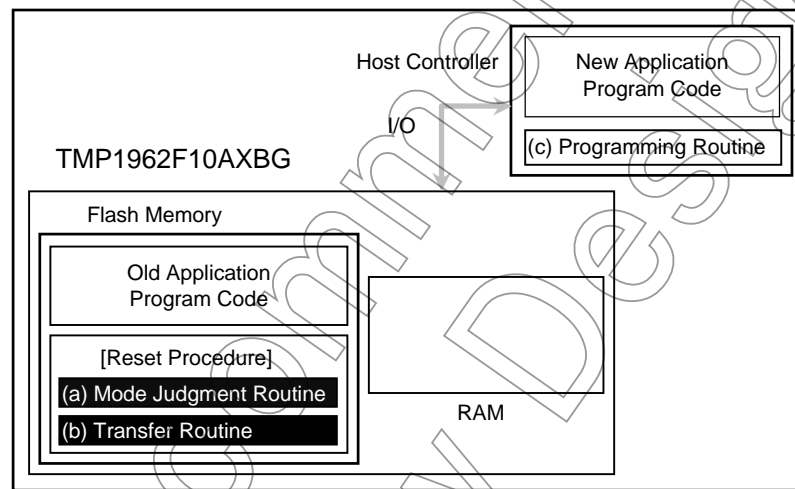 Host Controller
New Application
Program Code
I/O
(c) Programming Routine
TMP1962F10AXBG
Flash Memory
Old Application
Program Code
[Reset Procedure]
(a) Mode Judgment Routine
(b) Transfer Routine
RAM